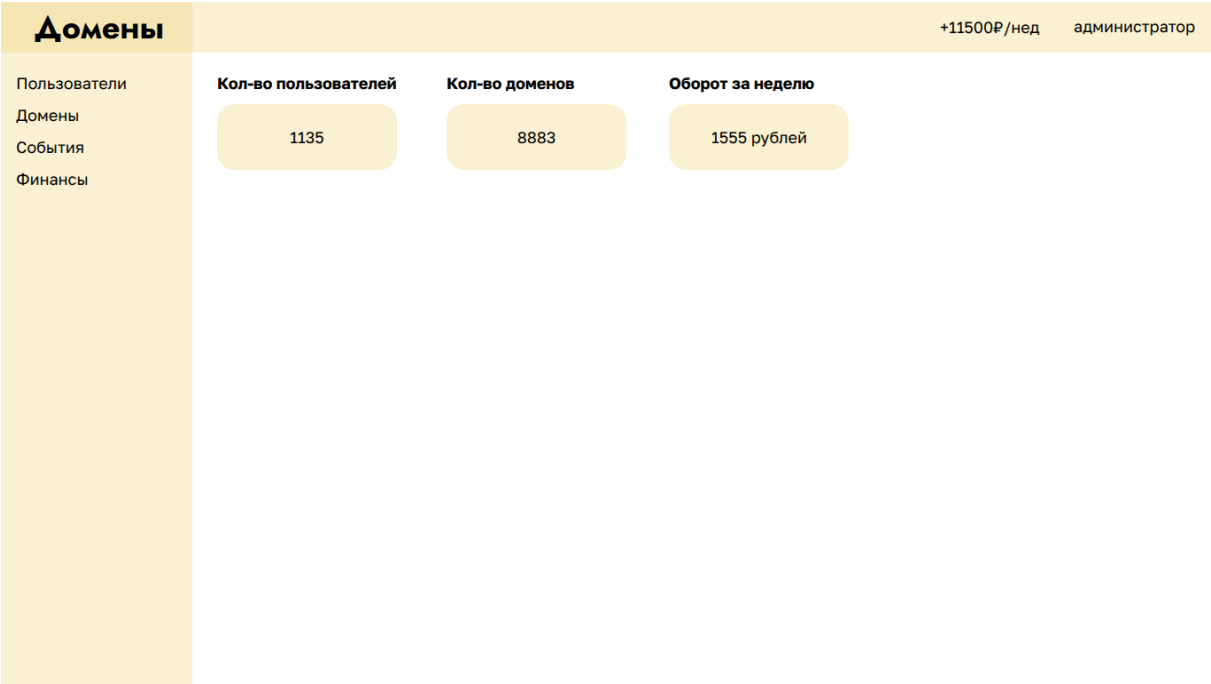 Домены
+11500₽/нед
администратор
Пользователи
Домены
События
Финансы
Кол-во пользователей
1135
Кол-во доменов
8883
Оборот за неделю
1555 рублей